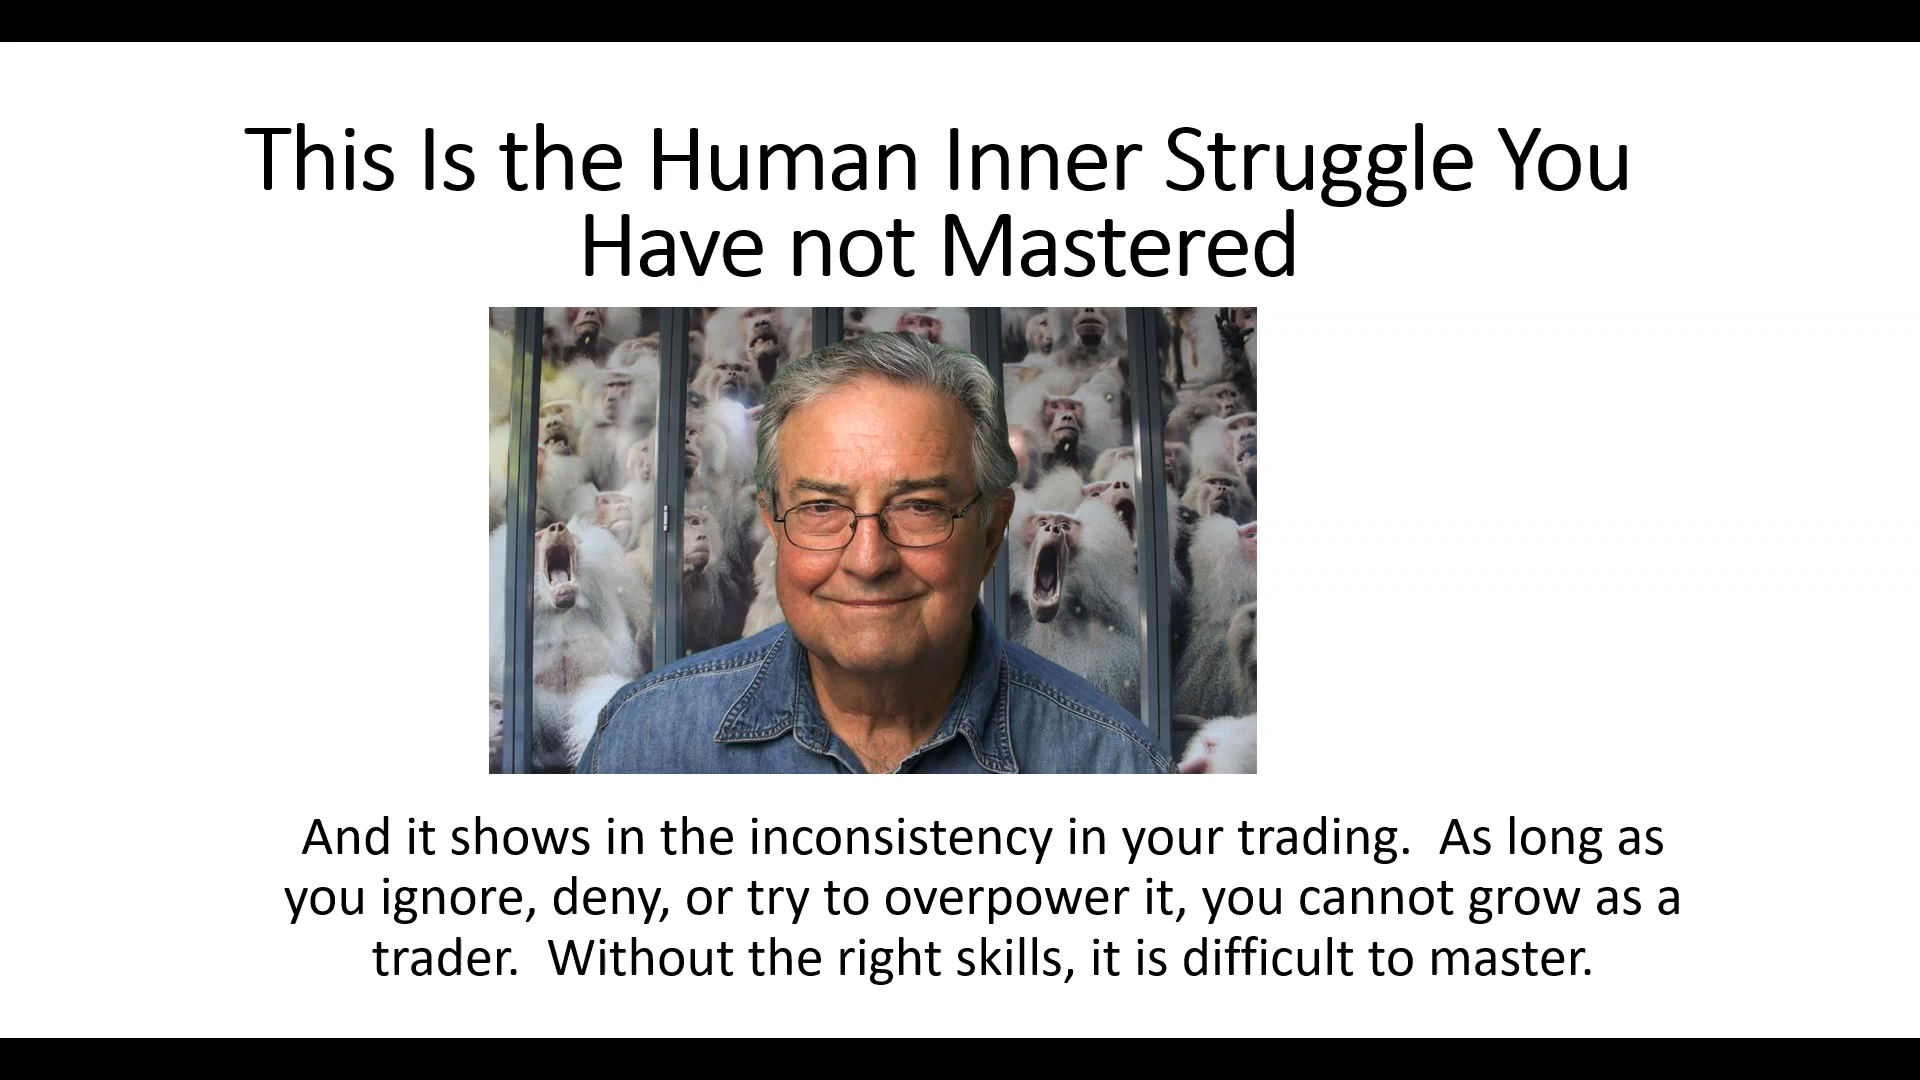 This Is the Human Inner Struggle You
Have not Mastered
And it shows in the inconsistency in your trading.  As long as
you ignore, deny, or try to overpower it, you cannot grow as a
trader.  Without the right skills, it is difficult to master.